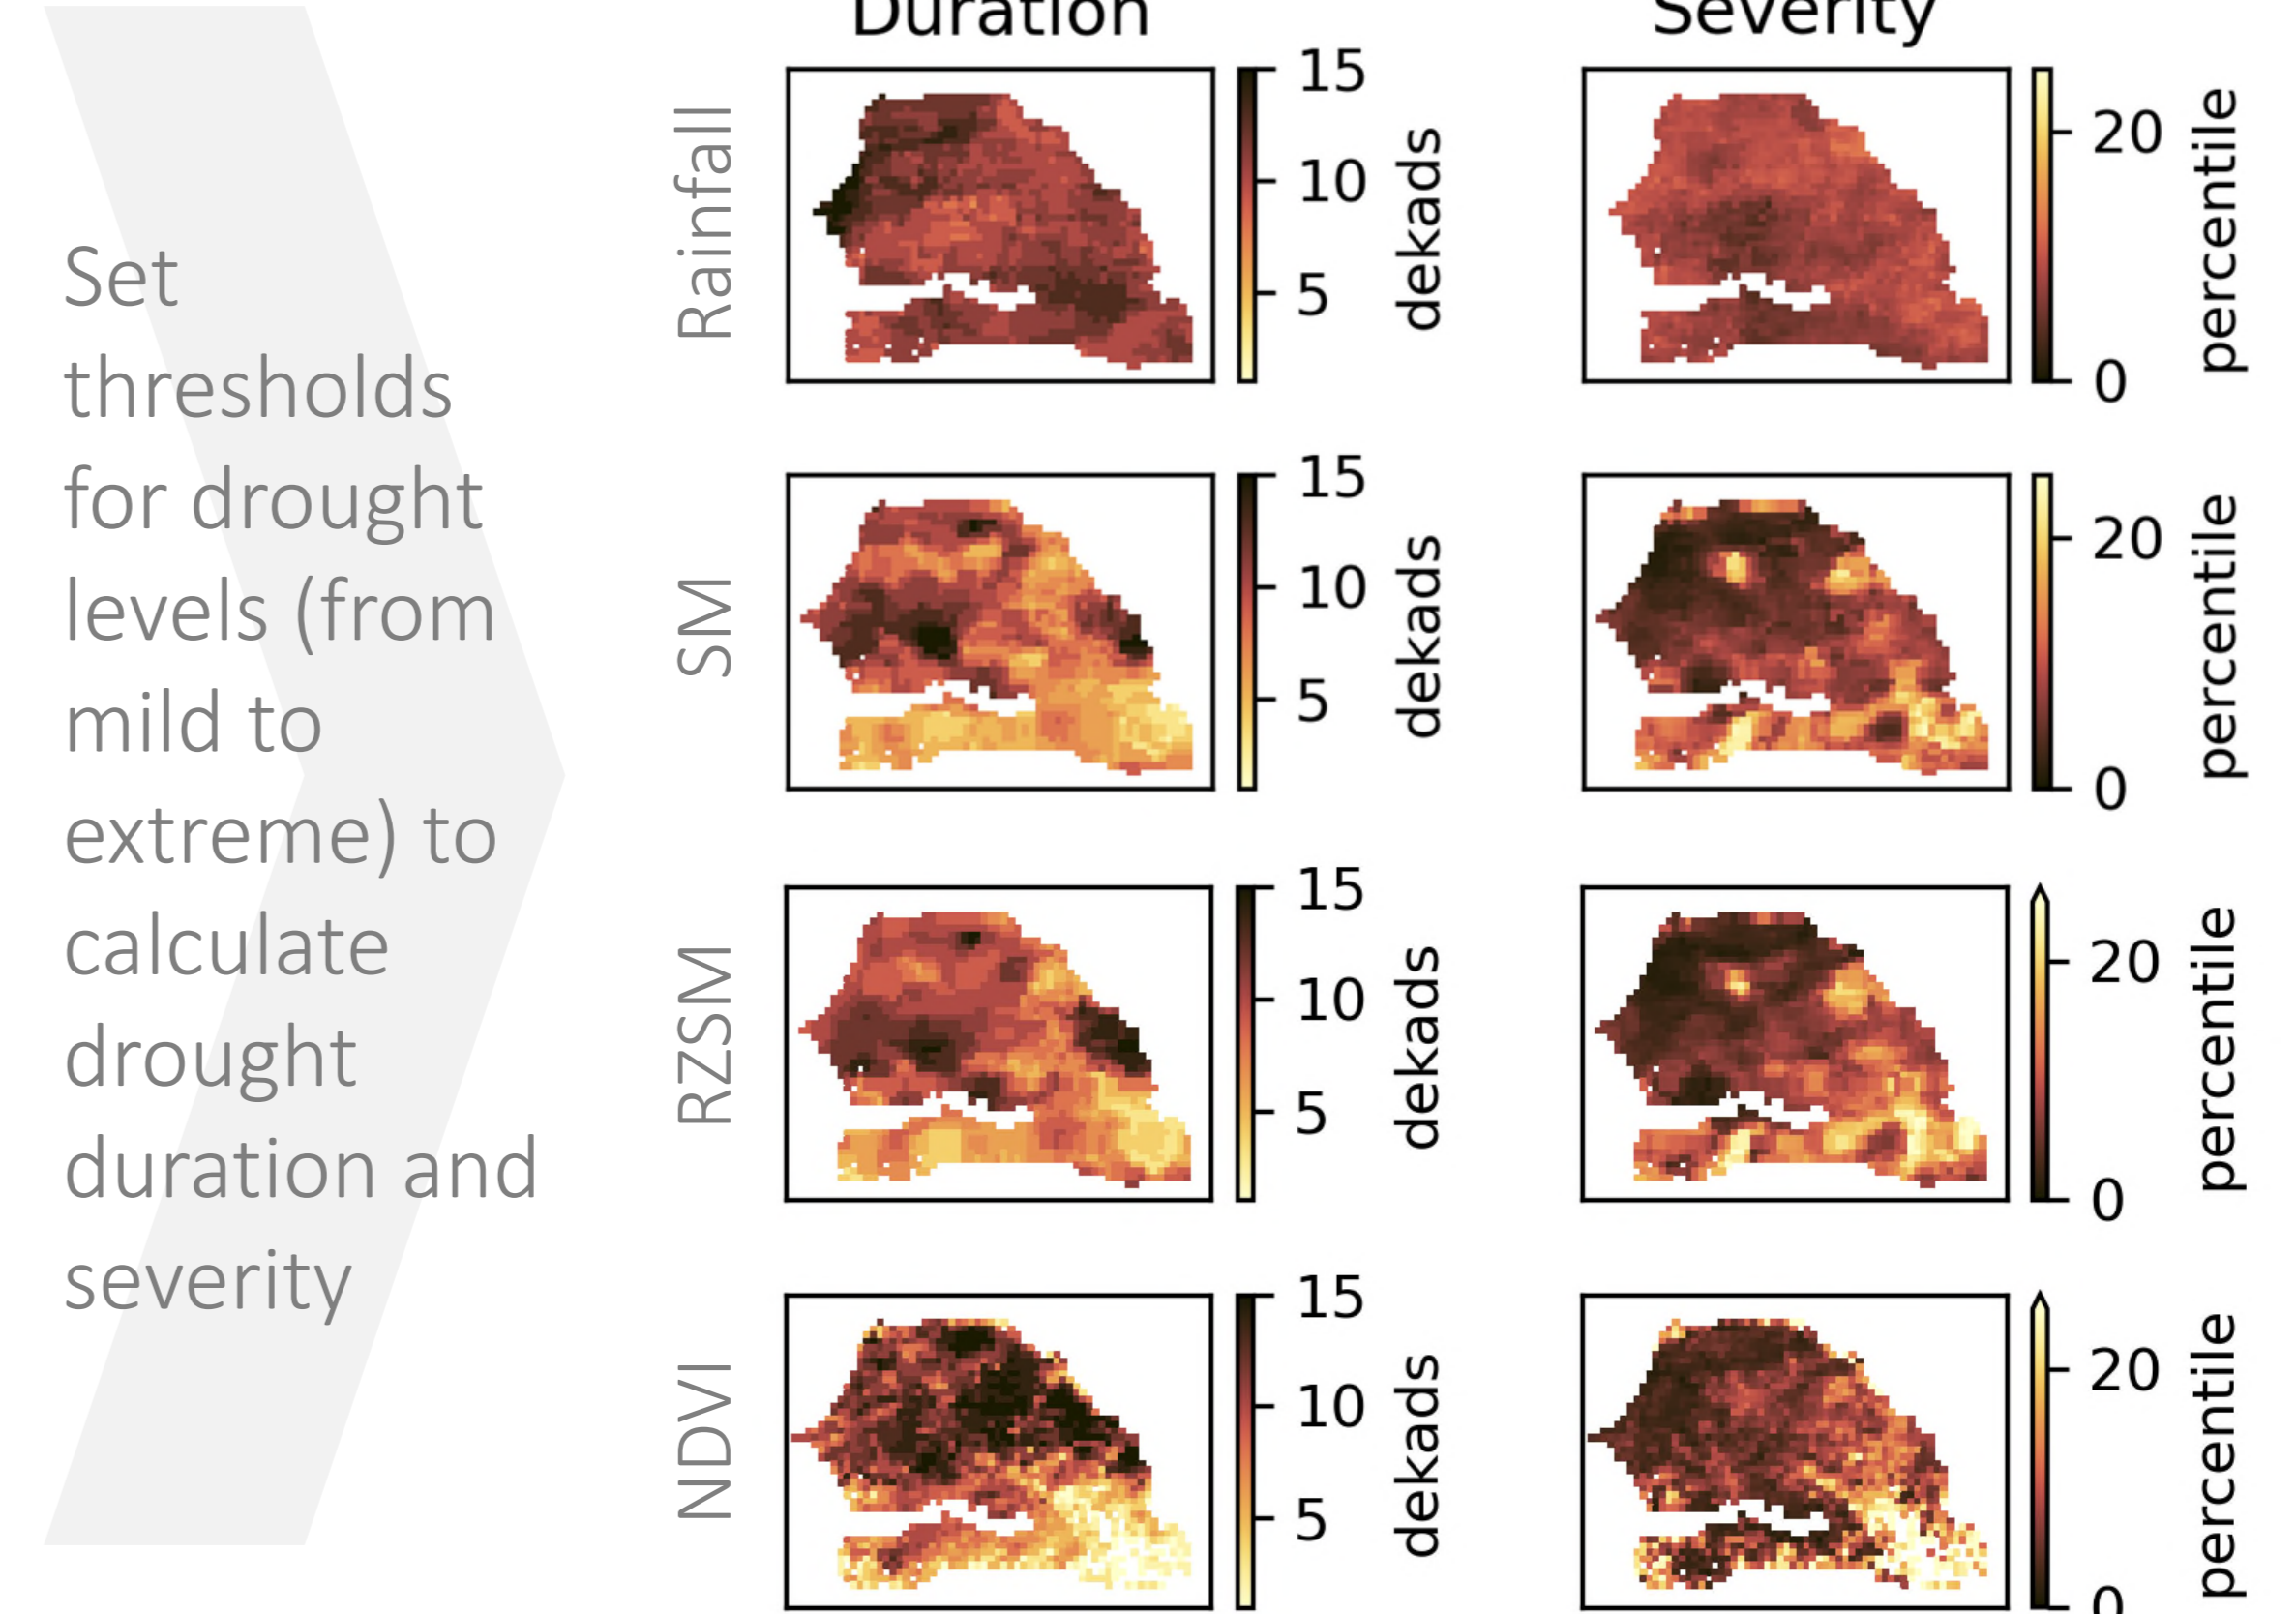 Duration
Severity
Set
thresholds
for drought
levels (from
mild to
extreme) to
calculate
drought
duration and
severity
Rainfall
15
10
5
dekads
20
0
percentile
SM
15
10
5
dekads
20
0
percentile
RZSM
15
10
5
dekads
20
0
percentile
NDVI
15
10
5
dekads
20
0
percentile